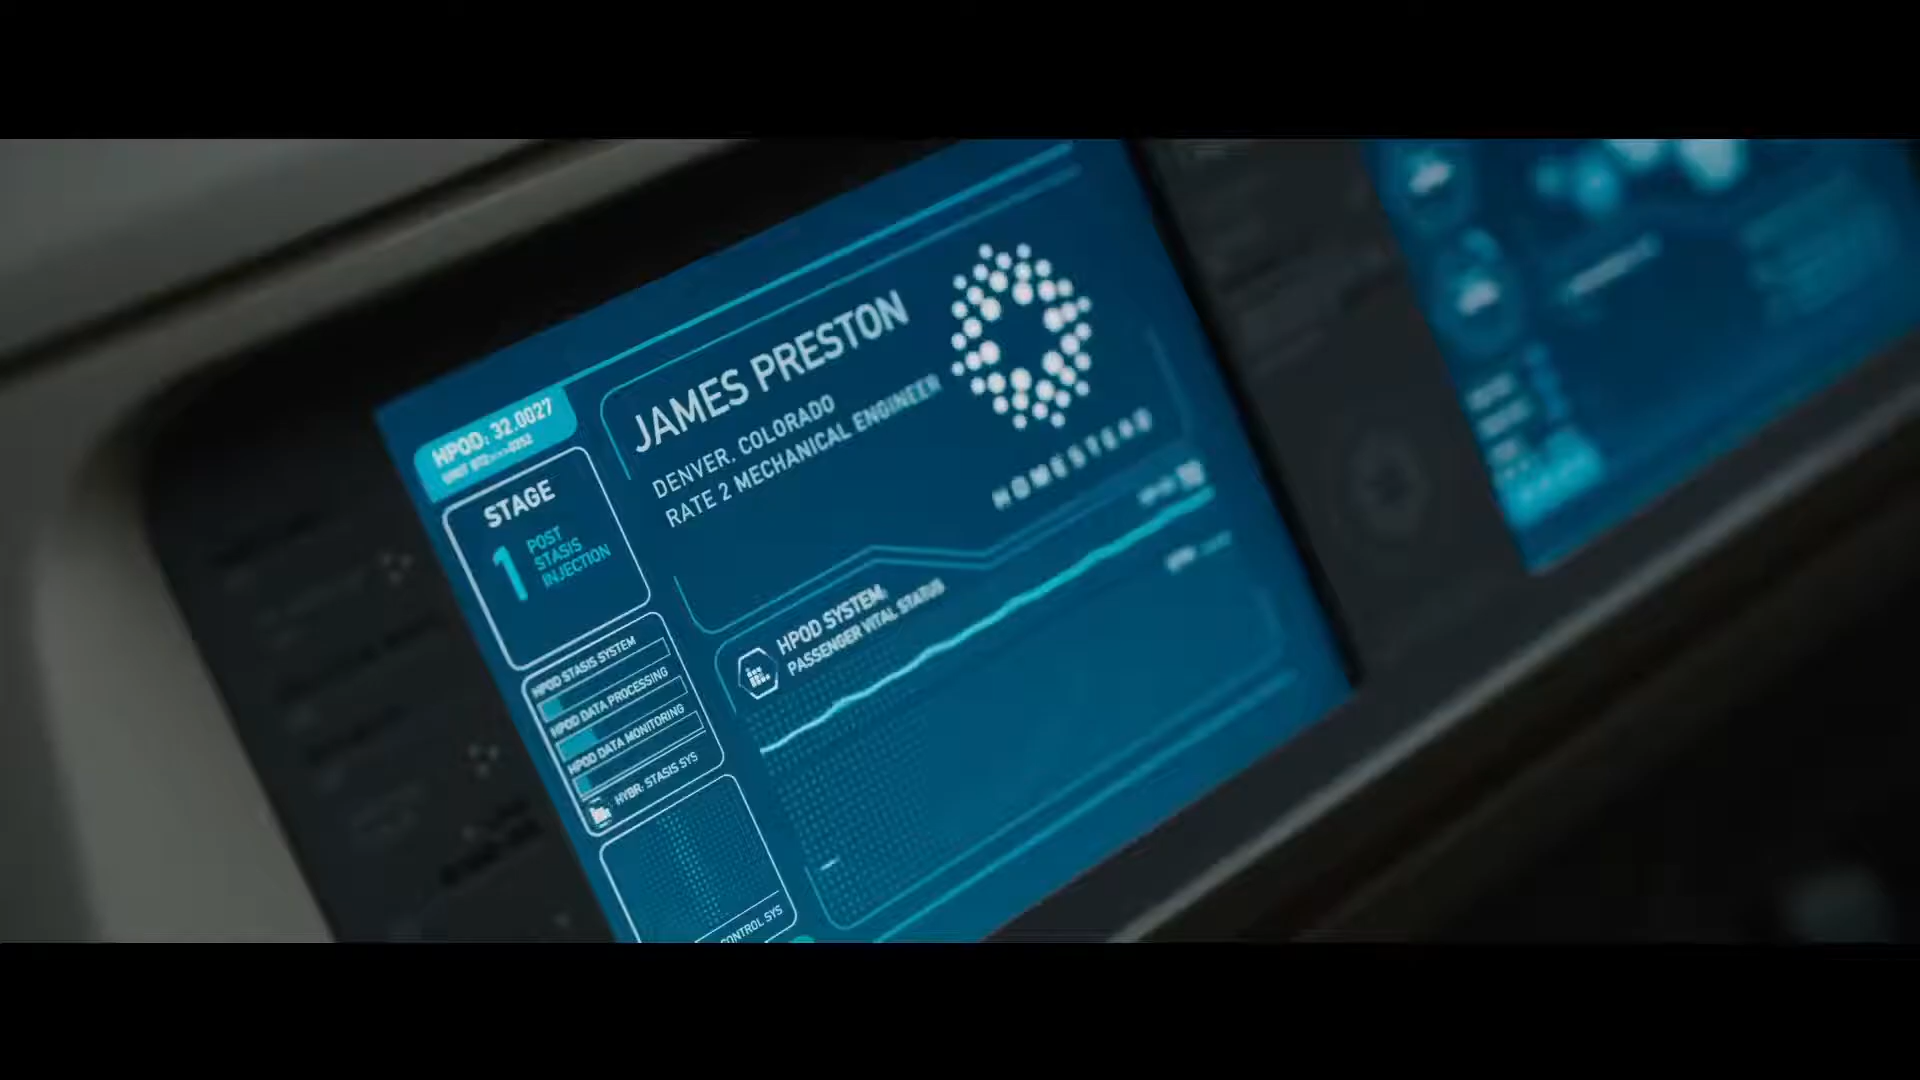 HPOD: 32.0027
STAGE
1
POST
STASIS
INJECTION
HPOD STASIS SYSTEM
HPOD DATA PROCESSING
HPOD DATA MONITORING
HYBR: STASIS SYS
CONTROL SYS
JAMES PRESTON
DENVER, COLORADO
RATE 2 MECHANICAL ENGINEER
HOMESTEAD
HPOD SYSTEM:
PASSENGER VITAL STATUS